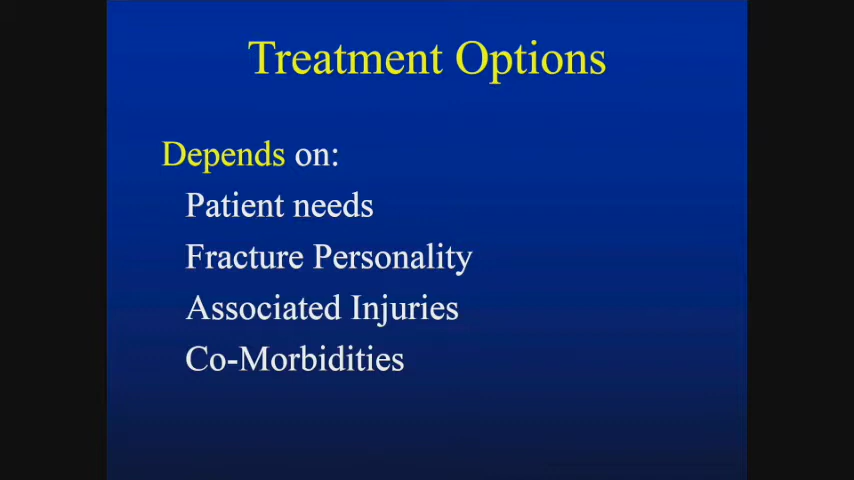 Treatment Options
Depends on:
Patient needs
Fracture Personality
Associated Injuries
Co-Morbidities